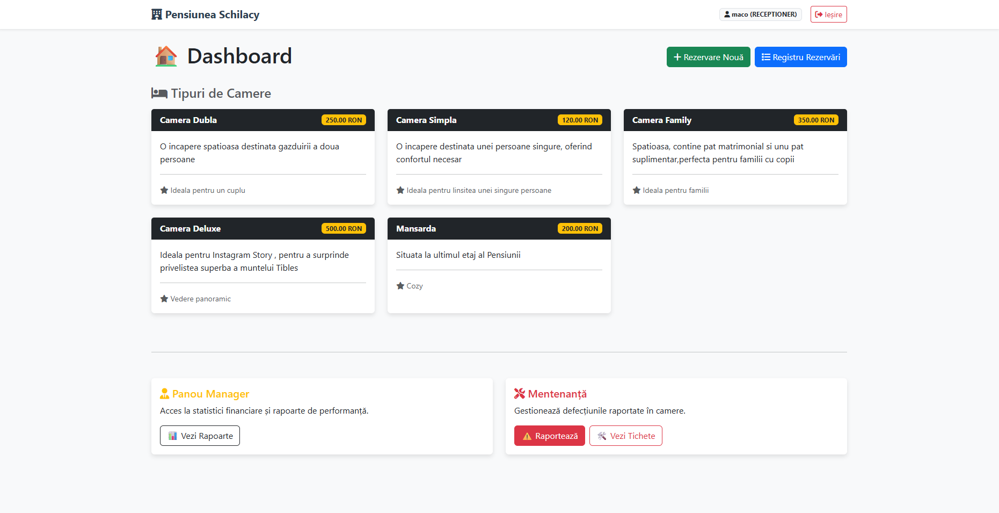 Pensiunea Schilacy
maco (RECEPTIONER)
Ieșire
Dashboard
Rezervare Nouă
Registru Rezervări
Tipuri de Camere
Camera Dubla
250.00 RON
O incapere spatioasa destinata gazduirii a doua
persoane
Ideala pentru un cuplu
Camera Simpla
120.00 RON
O incapere destinata unei persoane singure, oferind
confortul necesar
Ideala pentru linsitea unei singure persoane
Camera Family
350.00 RON
Spatioasa, contine pat matrimonial si unu pat
suplimentar,perfecta pentru familii cu copii
Ideala pentru familii
Camera Deluxe
500.00 RON
Ideala pentru Instagram Story , pentru a surprinde
privelistea superba a muntelui Tibles
Vedere panoramic
Mansarda
200.00 RON
Situata la ultimul etaj al Pensiunii
Cozy
Panou Manager
Acces la statistici financiare și rapoarte de performanță.
Vezi Rapoarte
Mentenanță
Gestionează defecțiunile raportate în camere.
Raportează
Vezi Tichete